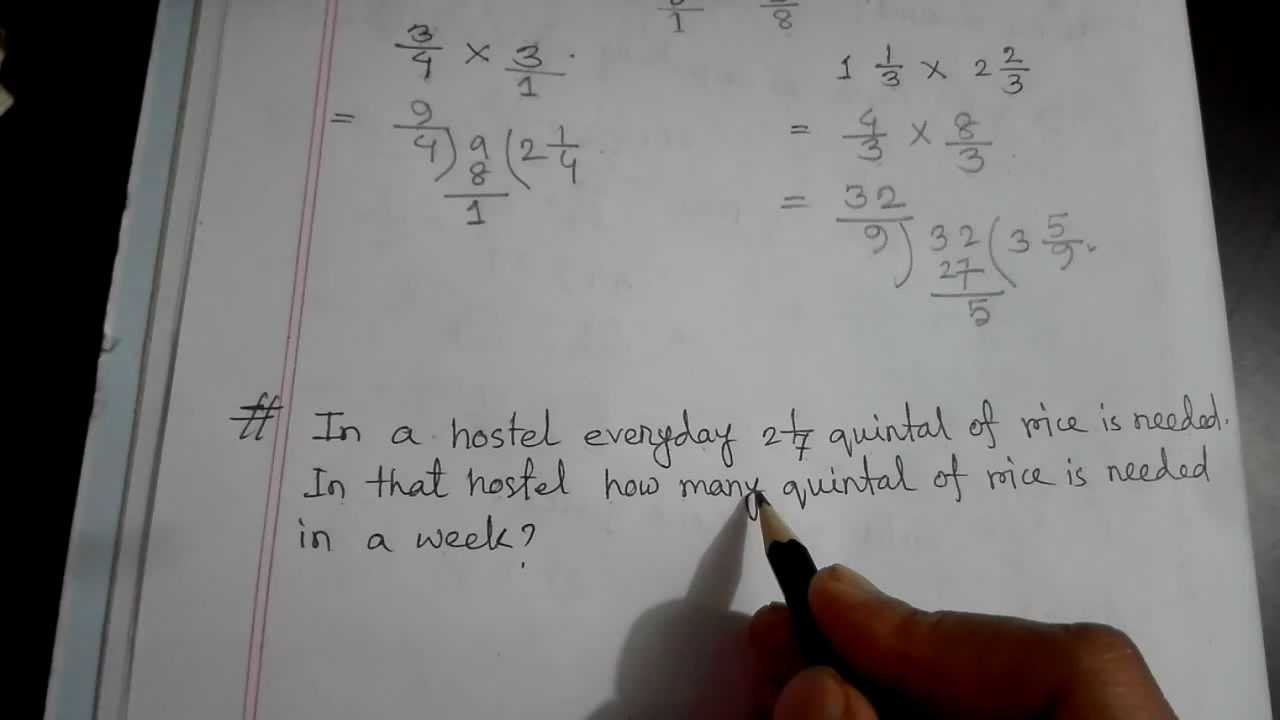 1 8
3/4 × 3/1
= 9/4) 9 (2 1/4
8
1
1 1/3 × 2 2/3
= 4/3 × 8/3
= 32/9) 32 (3 5/9.
27
5
# In a hostel everyday 2 1/7 quintal of rice is needed.
In that hostel how many quintal of rice is needed
in a week?